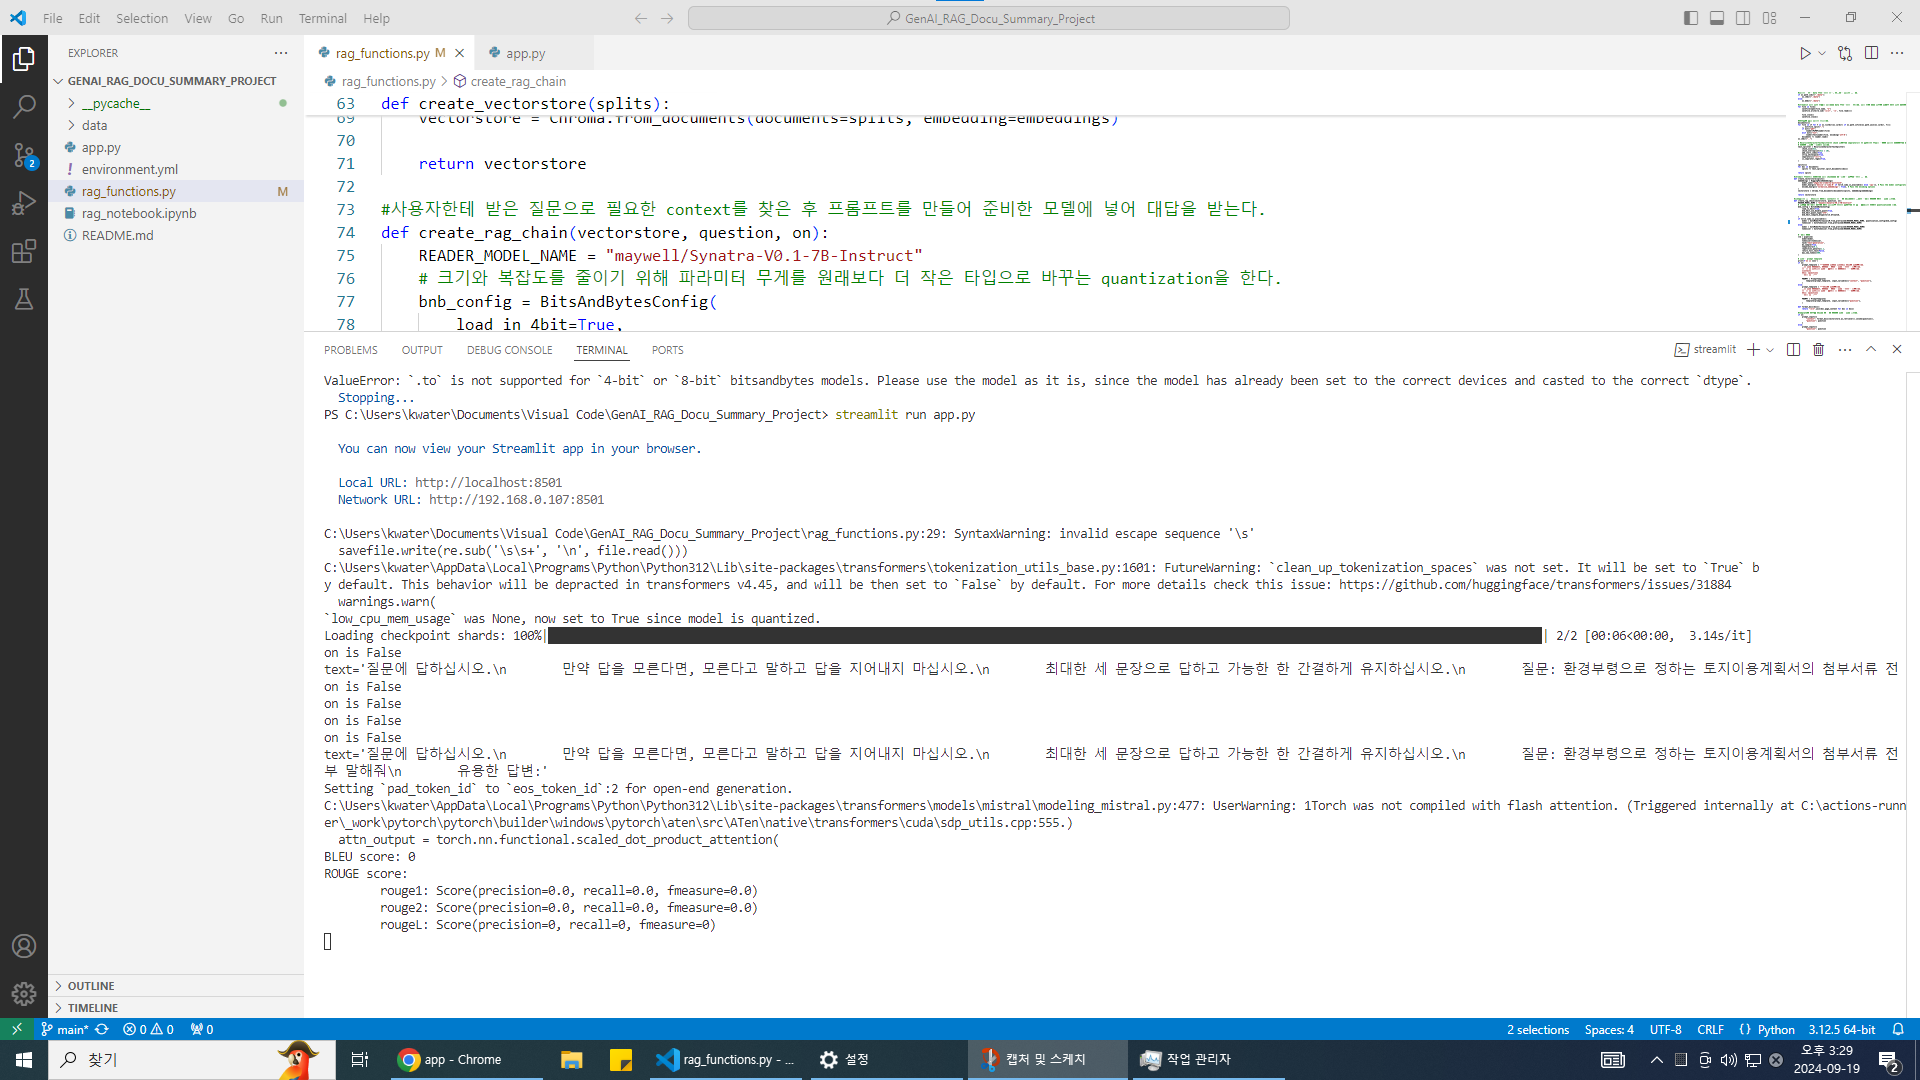 File Edit Selection View Go Run Terminal Help
GenAI_RAG_Docu_Summary_Project
EXPLORER
GENAI_RAG_DOCU_SUMMARY_PROJECT
__pycache__
data
app.py
environment.yml
rag_functions.py M
rag_notebook.ipynb
README.md
OUTLINE
TIMELINE
2
rag_functions.py M
app.py
rag_functions.py > create_rag_chain
63 def create_vectorstore(splits):
69 vectorstore = Chroma.from_documents(documents=splits, embedding=embeddings)
70
71 return vectorstore
72
73 #사용자한테 받은 질문으로 필요한 context를 찾은 후 프롬프트를 만들어 준비한 모델에 넣어 대답을 받는다.
74 def create_rag_chain(vectorstore, question, on):
75 READER_MODEL_NAME = "maywell/Synatra-V0.1-7B-Instruct"
76 # 크기와 복잡도를 줄이기 위해 파라미터 무게를 원래보다 더 작은 타입으로 바꾸는 quantization을 한다.
77 bnb_config = BitsAndBytesConfig(
78 load_in_4bit=True,
PROBLEMS OUTPUT DEBUG CONSOLE TERMINAL PORTS
streamlit
ValueError: `.to` is not supported for `4-bit` or `8-bit` bitsandbytes models. Please use the model as it is, since the model has already been set to the correct devices and casted to the correct `dtype`.
Stopping...
PS C:\Users\kwater\Documents\Visual Code\GenAI_RAG_Docu_Summary_Project> streamlit run app.py
You can now view your Streamlit app in your browser.
Local URL: http://localhost:8501
Network URL: http://192.168.0.107:8501
C:\Users\kwater\Documents\Visual Code\GenAI_RAG_Docu_Summary_Project\rag_functions.py:29: SyntaxWarning: invalid escape sequence '\s'
savefile.write(re.sub('\s\s+', '\n', file.read()))
C:\Users\kwater\AppData\Local\Programs\Python\Python312\Lib\site-packages\transformers\tokenization_utils_base.py:1601: FutureWarning: `clean_up_tokenization_spaces` was not set. It will be set to `True` b
y default. This behavior will be depracted in transformers v4.45, and will be then set to `False` by default. For more details check this issue: https://github.com/huggingface/transformers/issues/31884
warnings.warn(
`low_cpu_mem_usage` was None, now set to True since model is quantized.
Loading checkpoint shards: 100%| | 2/2 [00:06<00:00, 3.14s/it]
on is False
text='질문에 답하십시오.\n 만약 답을 모른다면, 모른다고 말하고 답을 지어내지 마십시오.\n 최대한 세 문장으로 답하고 가능한 한 간결하게 유지하십시오.\n 질문: 환경부령으로 정하는 토지이용계획서의 첨부서류 전
on is False
on is False
on is False
on is False
text='질문에 답하십시오.\n 만약 답을 모른다면, 모른다고 말하고 답을 지어내지 마십시오.\n 최대한 세 문장으로 답하고 가능한 한 간결하게 유지하십시오.\n 질문: 환경부령으로 정하는 토지이용계획서의 첨부서류 전
부 말해줘\n 유용한 답변:'
Setting `pad_token_id` to `eos_token_id`:2 for open-end generation.
C:\Users\kwater\AppData\Local\Programs\Python\Python312\Lib\site-packages\transformers\models\mistral\modeling_mistral.py:477: UserWarning: 1Torch was not compiled with flash attention. (Triggered internally at C:\actions-runn
er\_work\pytorch\pytorch\builder\windows\pytorch\aten\src\ATen\native\transformers\cuda\sdp_utils.cpp:555.)
attn_output = torch.nn.functional.scaled_dot_product_attention(
BLEU score: 0
ROUGE score:
rouge1: Score(precision=0.0, recall=0.0, fmeasure=0.0)
rouge2: Score(precision=0.0, recall=0.0, fmeasure=0.0)
rougeL: Score(precision=0, recall=0, fmeasure=0)
main* 0 0 0
2 selections Spaces: 4 UTF-8 CRLF {} Python 3.12.5 64-bit
찾기
app - Chrome
rag_functions.py - ...
설정
캡처 및 스케치
작업 관리자
오후 3:29
2024-09-19
2